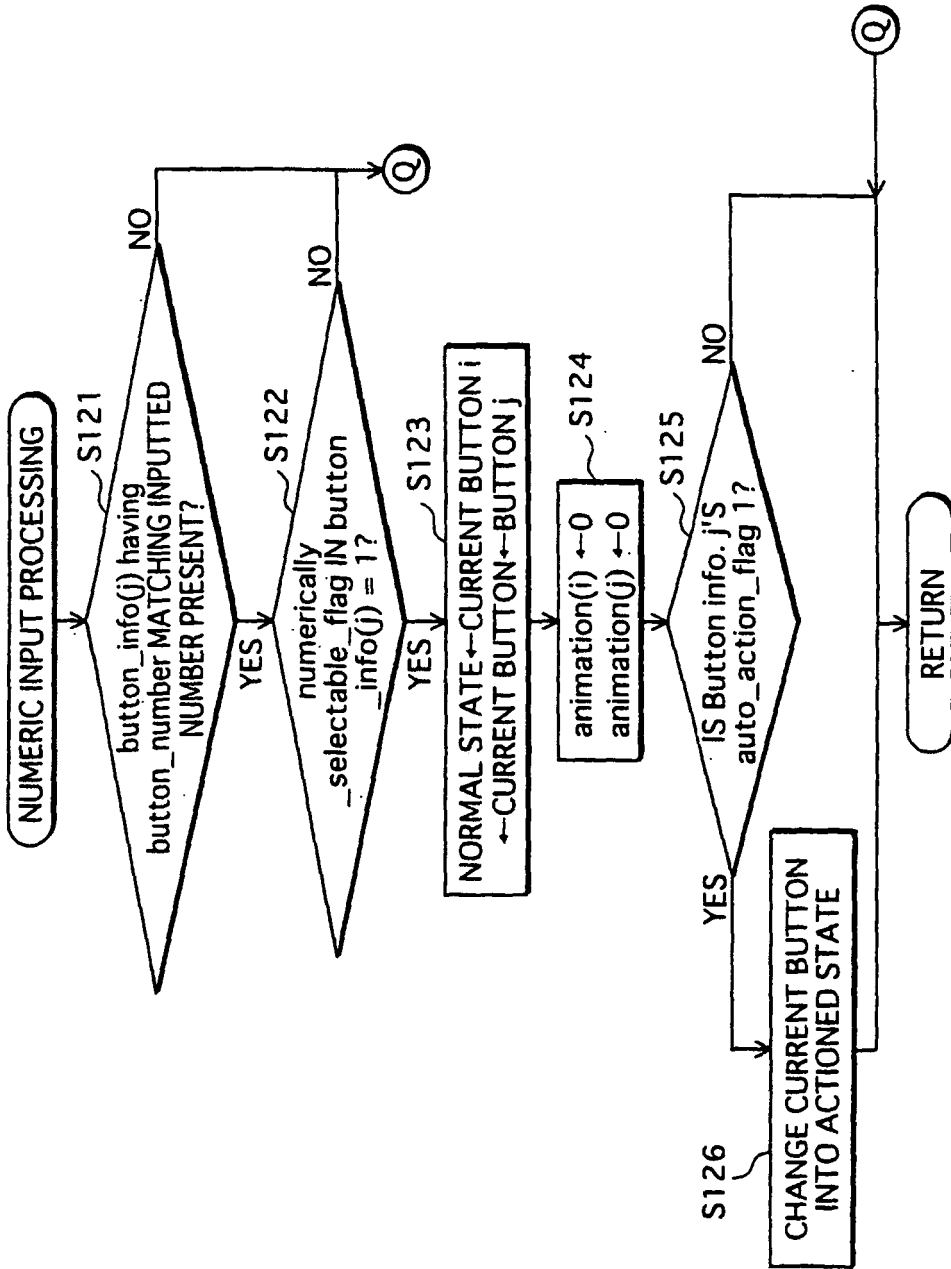 NUMERIC INPUT PROCESSING
S121
button_info(j) having
button_number MATCHING INPUTTED
NUMBER PRESENT?
NO
YES
S122
numerically
_selectable_flag IN button
_info(j) = 1?
NO
YES
Q
S123
NORMAL STATE←CURRENT BUTTON i
←CURRENT BUTTON←BUTTON j
S124
animation(i) ←0
animation(j) ←0
S125
IS Button info. j'S
auto_action_flag 1?
YES
NO
S126
CHANGE CURRENT BUTTON
INTO ACTIONED STATE
Q
RETURN